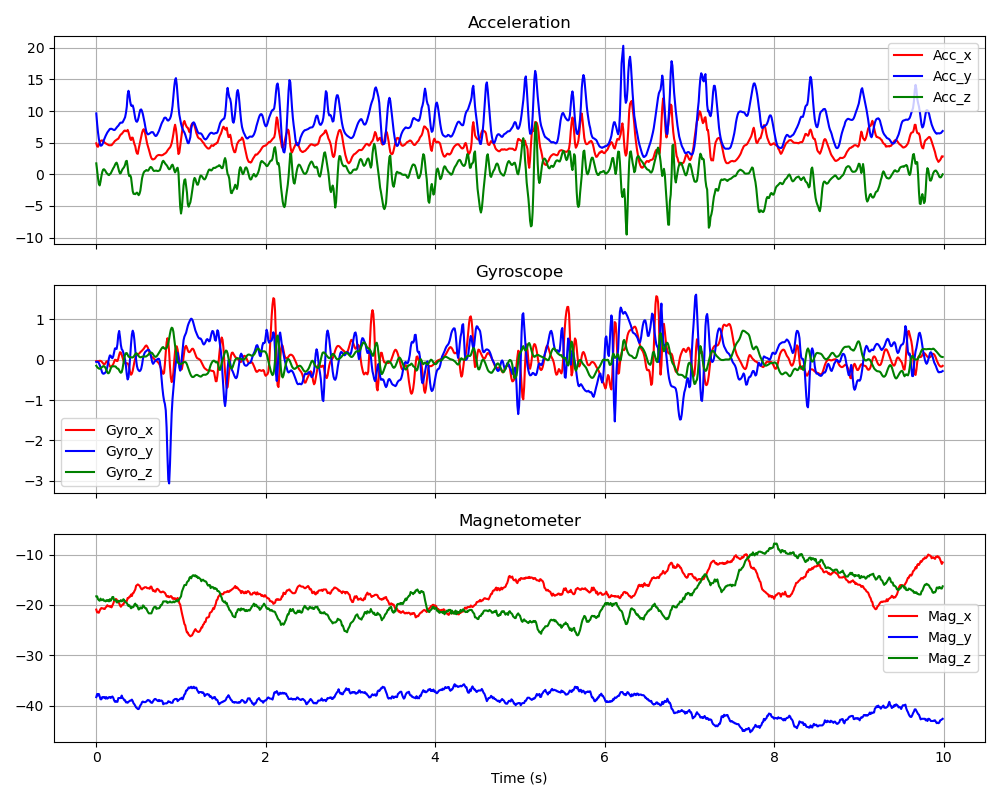 Acceleration
20
15
10
5
0
−5
−10
Acc_x
Acc_y
Acc_z
Gyroscope
1
0
−1
−2
−3
Gyro_x
Gyro_y
Gyro_z
Magnetometer
−10
−20
−30
−40
Mag_x
Mag_y
Mag_z
0 2 4 6 8 10
Time (s)